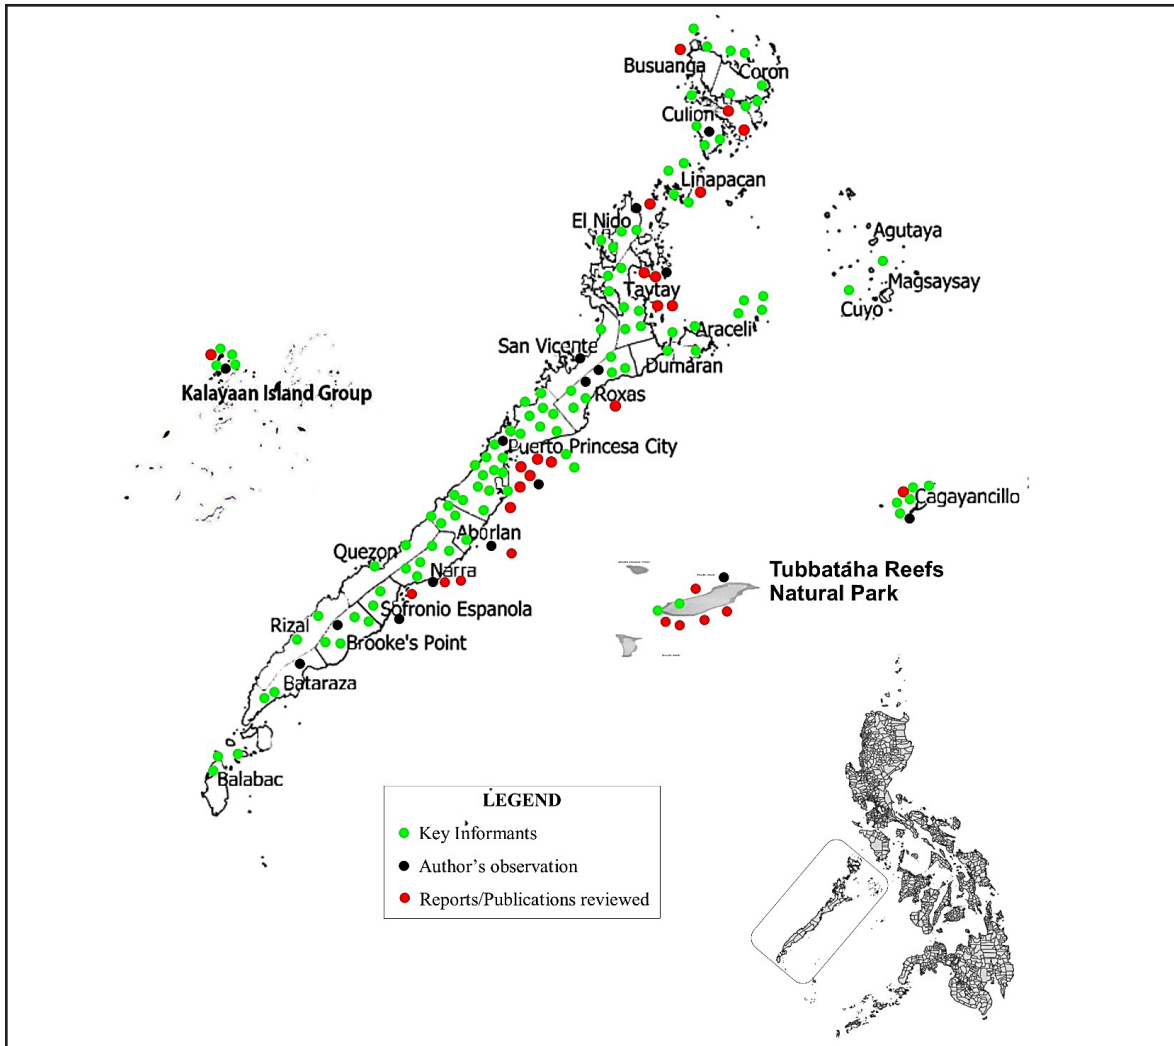 Busuanga
Coron
Culion
Linapacan
El Nido
Agutaya
Taytay
Magsaysay
Cuyo
Araceli
San Vicente
Dumaran
Kalayaan Island Group
Roxas
Puerto Princesa City
Cagayancillo
Aborlan
Quezon
Narra
Tubbatáha Reefs
Natural Park
Sofronio Espanola
Rizal
Brooke's Point
Bataraza
Balabac
LEGEND
Key Informants
Author's observation
Reports/Publications reviewed